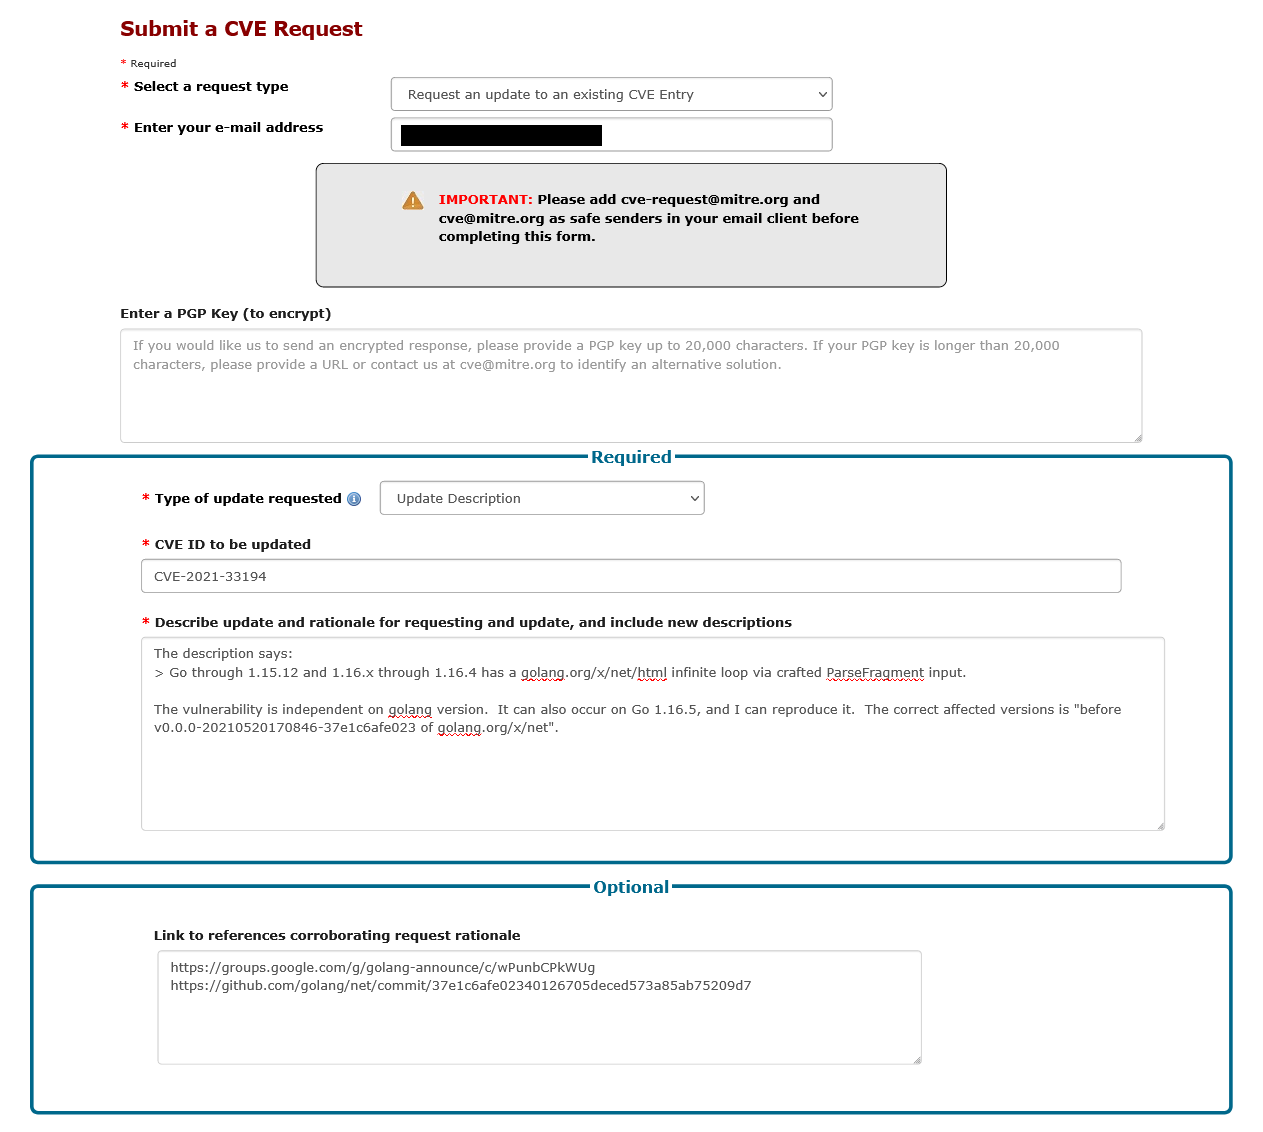 Submit a CVE Request
* Required
* Select a request type
Request an update to an existing CVE Entry
* Enter your e-mail address
IMPORTANT: Please add cve-request@mitre.org and
cve@mitre.org as safe senders in your email client before
completing this form.
Enter a PGP Key (to encrypt)
If you would like us to send an encrypted response, please provide a PGP key up to 20,000 characters. If your PGP key is longer than 20,000
characters, please provide a URL or contact us at cve@mitre.org to identify an alternative solution.
Required
* Type of update requested
Update Description
* CVE ID to be updated
CVE-2021-33194
* Describe update and rationale for requesting and update, and include new descriptions
The description says:
> Go through 1.15.12 and 1.16.x through 1.16.4 has a golang.org/x/net/html infinite loop via crafted ParseFragment input.
The vulnerability is independent on golang version.  It can also occur on Go 1.16.5, and I can reproduce it.  The correct affected versions is "before
v0.0.0-20210520170846-37e1c6afe023 of golang.org/x/net".
Optional
Link to references corroborating request rationale
https://groups.google.com/g/golang-announce/c/wPunbCPkWUg
https://github.com/golang/net/commit/37e1c6afe02340126705deced573a85ab75209d7